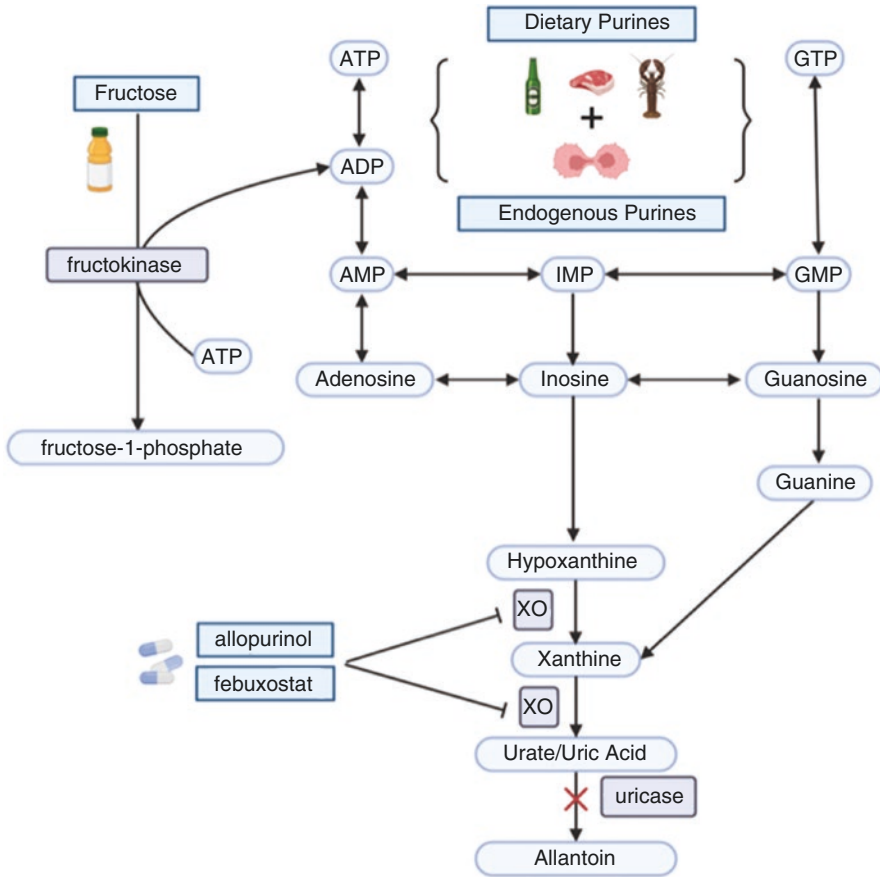 Dietary Purines
ATP
GTP
Fructose
+
ADP
Endogenous Purines
fructokinase
AMP
IMP
GMP
ATP
Adenosine
Inosine
Guanosine
fructose-1-phosphate
Guanine
Hypoxanthine
XO
allopurinol
Xanthine
febuxostat
XO
Urate/Uric Acid
uricase
Allantoin